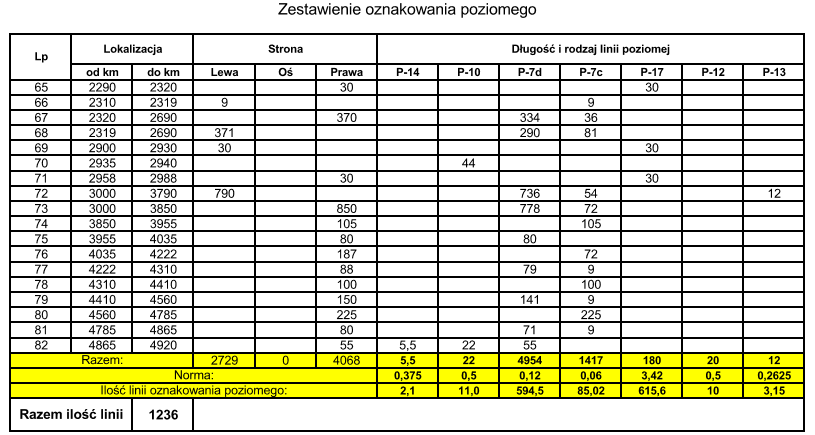 Zestawienie oznakowania poziomego
Lp Lokalizacja Strona Długość i rodzaj linii poziomej
od km do km Lewa Oś Prawa P-14 P-10 P-7d P-7c P-17 P-12 P-13
65 2290 2320 30 30
66 2310 2319 9 9
67 2320 2690 370 334 36
68 2319 2690 371 290 81
69 2900 2930 30 30
70 2935 2940 44
71 2958 2988 30 30
72 3000 3790 790 736 54 12
73 3000 3850 850 778 72
74 3850 3955 105 105
75 3955 4035 80 80
76 4035 4222 187 72
77 4222 4310 88 79 9
78 4310 4410 100 100
79 4410 4560 150 141 9
80 4560 4785 225 225
81 4785 4865 80 71 9
82 4865 4920 55 5,5 22 55
Razem: 2729 0 4068 5,5 22 4954 1417 180 20 12
Norma: 0,375 0,5 0,12 0,06 3,42 0,5 0,2625
Ilość linii oznakowania poziomego: 2,1 11,0 594,5 85,02 615,6 10 3,15
Razem ilość linii 1236